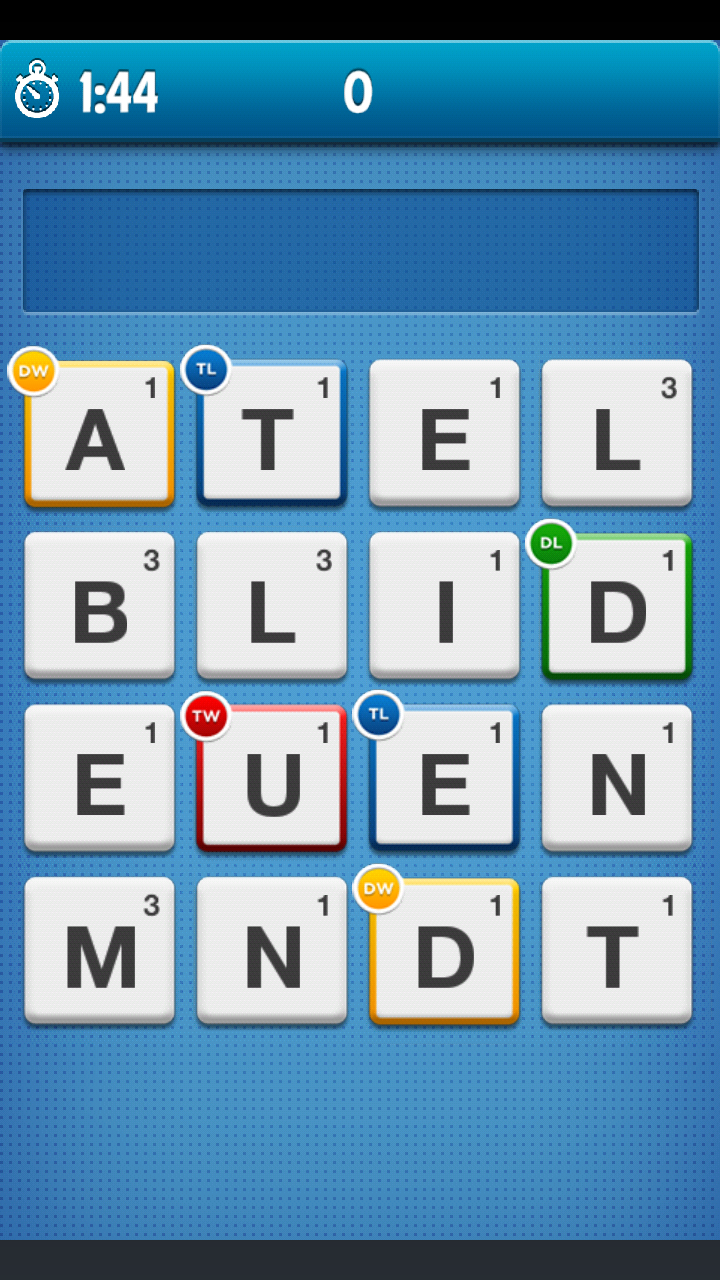 1:44 0
DW TL
1 1 1 3
A T E L
DL
3 3 1 1
B L I D
TW TL
1 1 1 1
E U E N
DW
3 1 1 1
M N D T